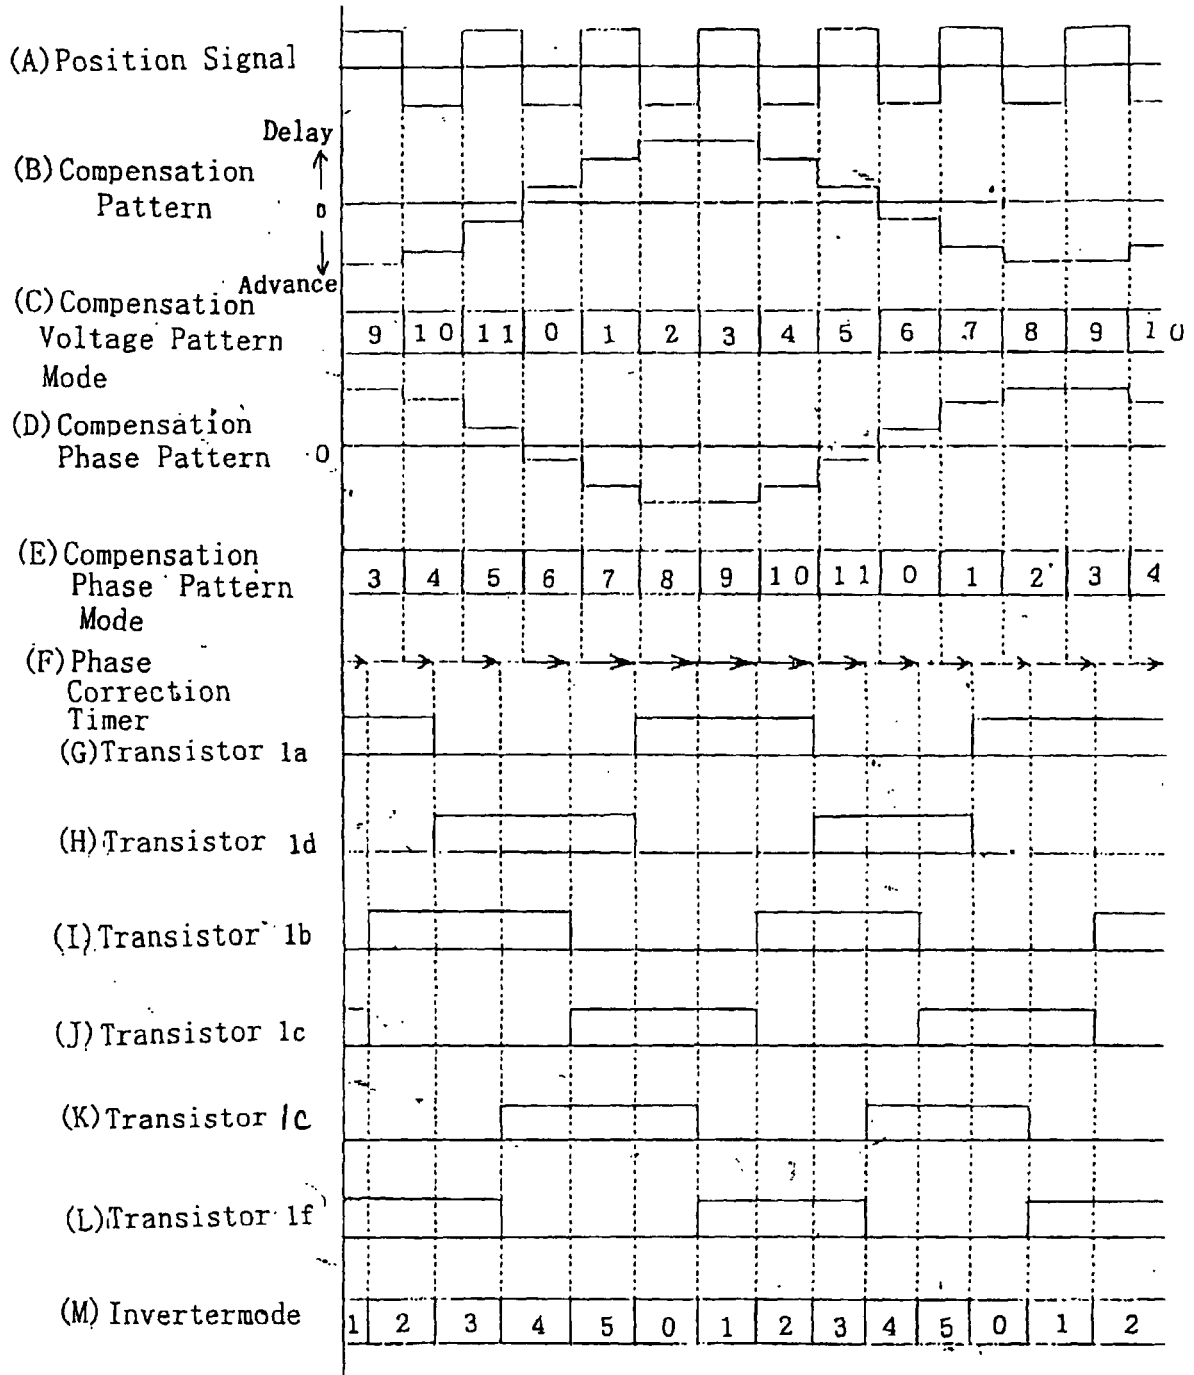 (A) Position Signal
Delay
(B) Compensation
Pattern
0
Advance
(C) Compensation
Voltage Pattern
Mode
9 10 11 0 1 2 3 4 5 6 7 8 9 10
(D) Compensation
Phase Pattern
0
(E) Compensation
Phase Pattern
Mode
3 4 5 6 7 8 9 10 11 0 1 2 3 4
(F) Phase
Correction
Timer
(G) Transistor 1a
(H) Transistor 1d
(I) Transistor 1b
(J) Transistor 1c
(K) Transistor 1c
(L) Transistor 1f
(M) Invertermode
1 2 3 4 5 0 1 2 3 4 5 0 1 2